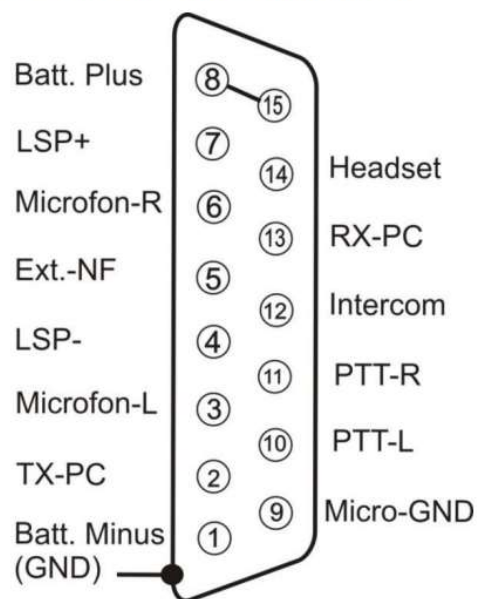 Batt. Plus
8
15
LSP+
7
14
Headset
Microfon-R
6
13
RX-PC
Ext.-NF
5
12
Intercom
LSP-
4
11
PTT-R
Microfon-L
3
10
PTT-L
TX-PC
2
9
Micro-GND
Batt. Minus
(GND)
1